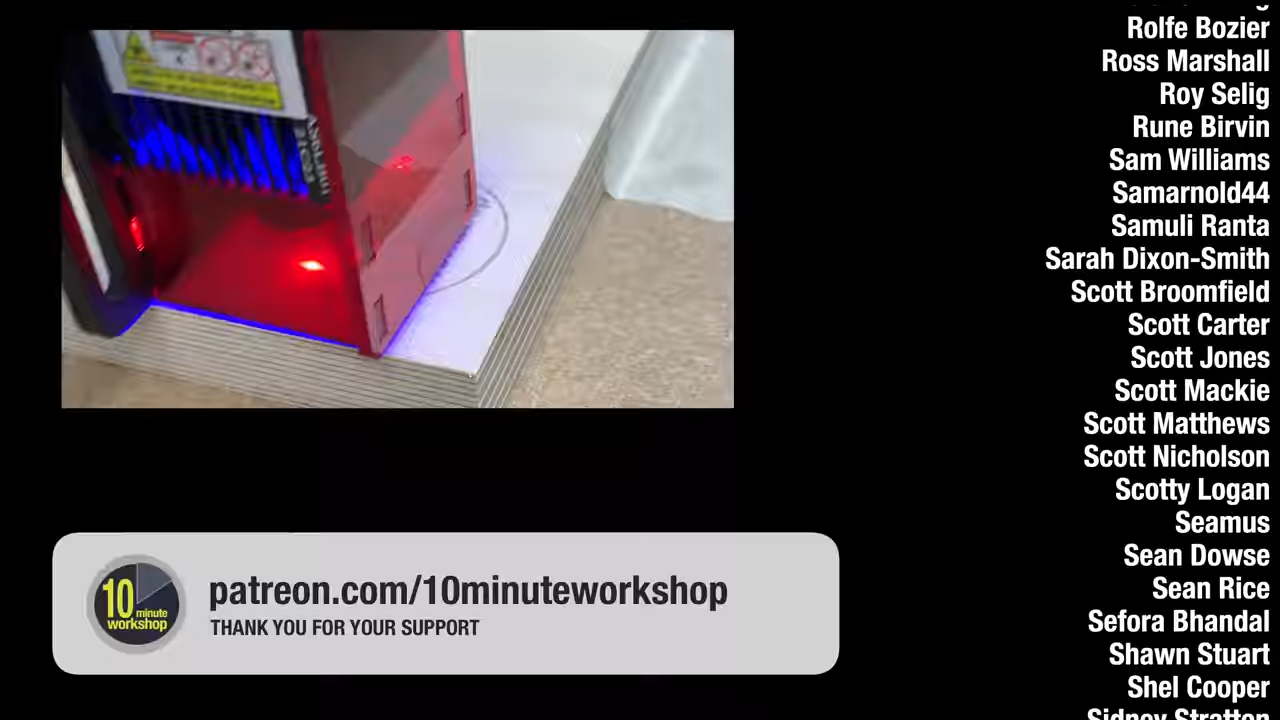 Rolfe Bozier
Ross Marshall
Roy Selig
Rune Birvin
Sam Williams
Samarnold44
Samuli Ranta
Sarah Dixon-Smith
Scott Broomfield
Scott Carter
Scott Jones
Scott Mackie
Scott Matthews
Scott Nicholson
Scotty Logan
Seamus
Sean Dowse
Sean Rice
Sefora Bhandal
Shawn Stuart
Shel Cooper
Sidney Stratton
10 minute workshop
patreon.com/10minuteworkshop
THANK YOU FOR YOUR SUPPORT